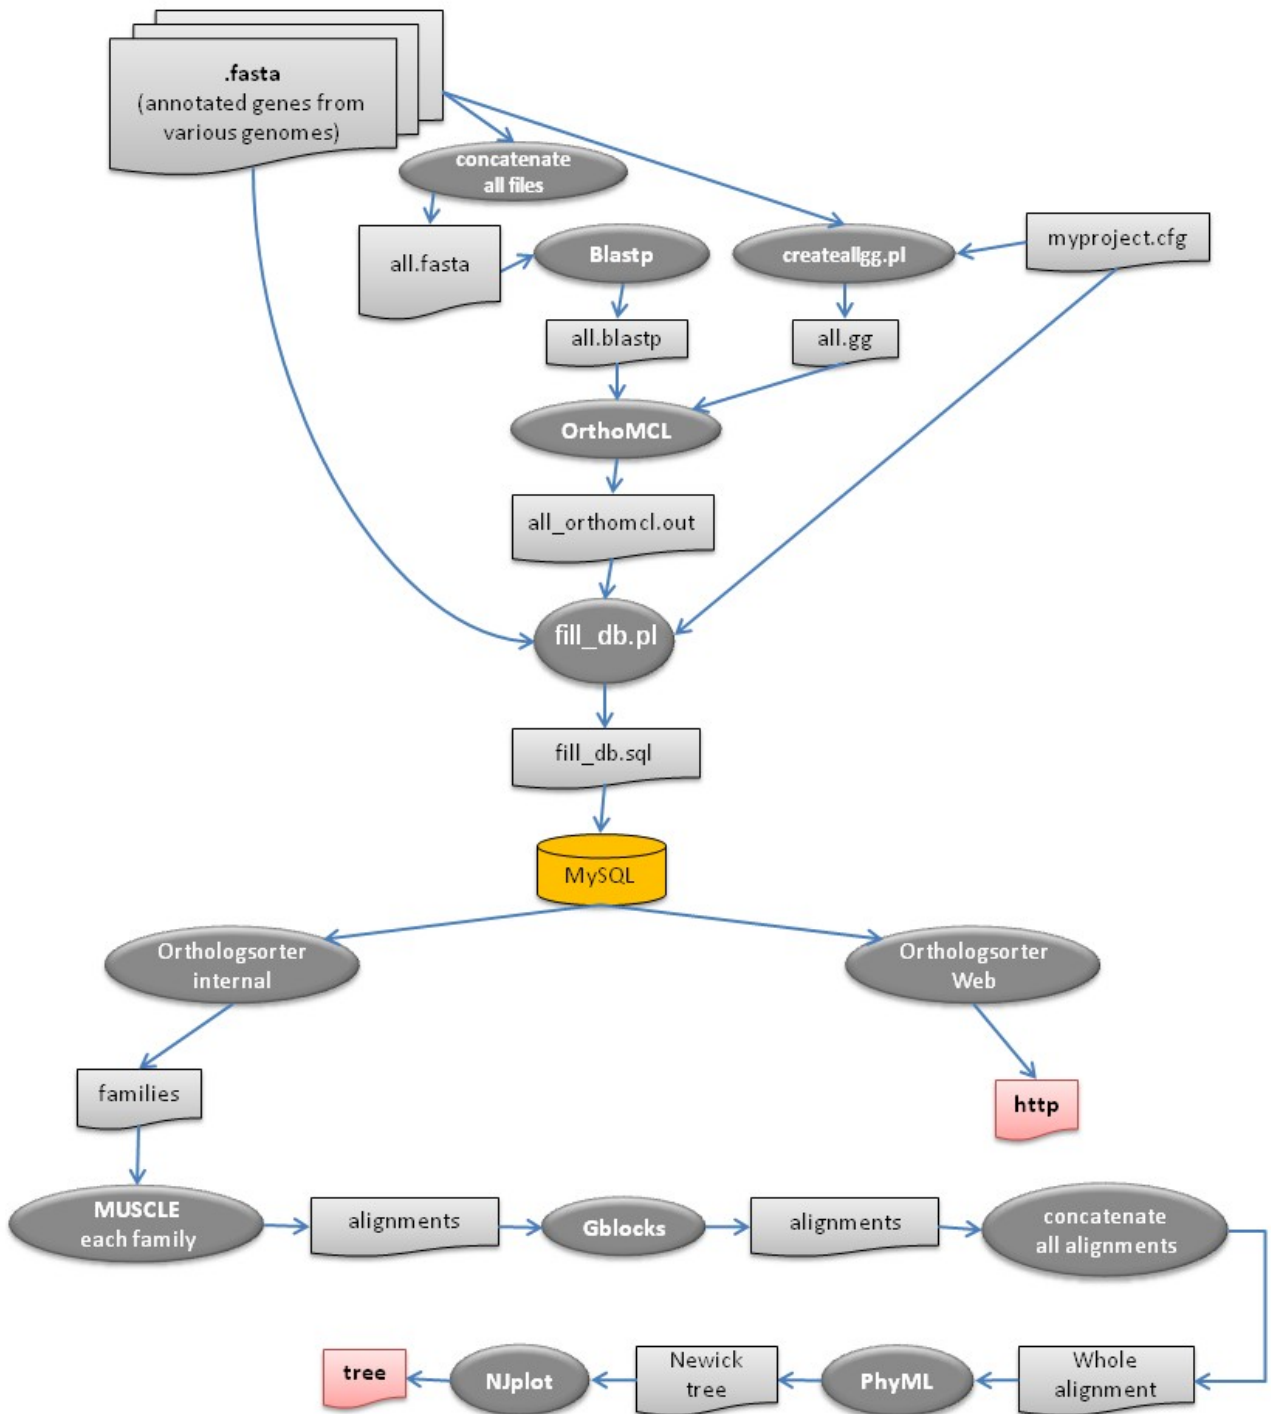 .fasta
(annotated genes from
various genomes)
concatenate
all files
all.fasta
Blastp
createallgg.pl
myproject.cfg
all.blastp
all.gg
OrthoMCL
all_orthomcl.out
fill_db.pl
fill_db.sql
MySQL
Orthologsorter
internal
Orthologsorter
Web
families
http
MUSCLE
each family
alignments
Gblocks
alignments
concatenate
all alignments
tree
NJplot
Newick
tree
PhyML
Whole
alignment